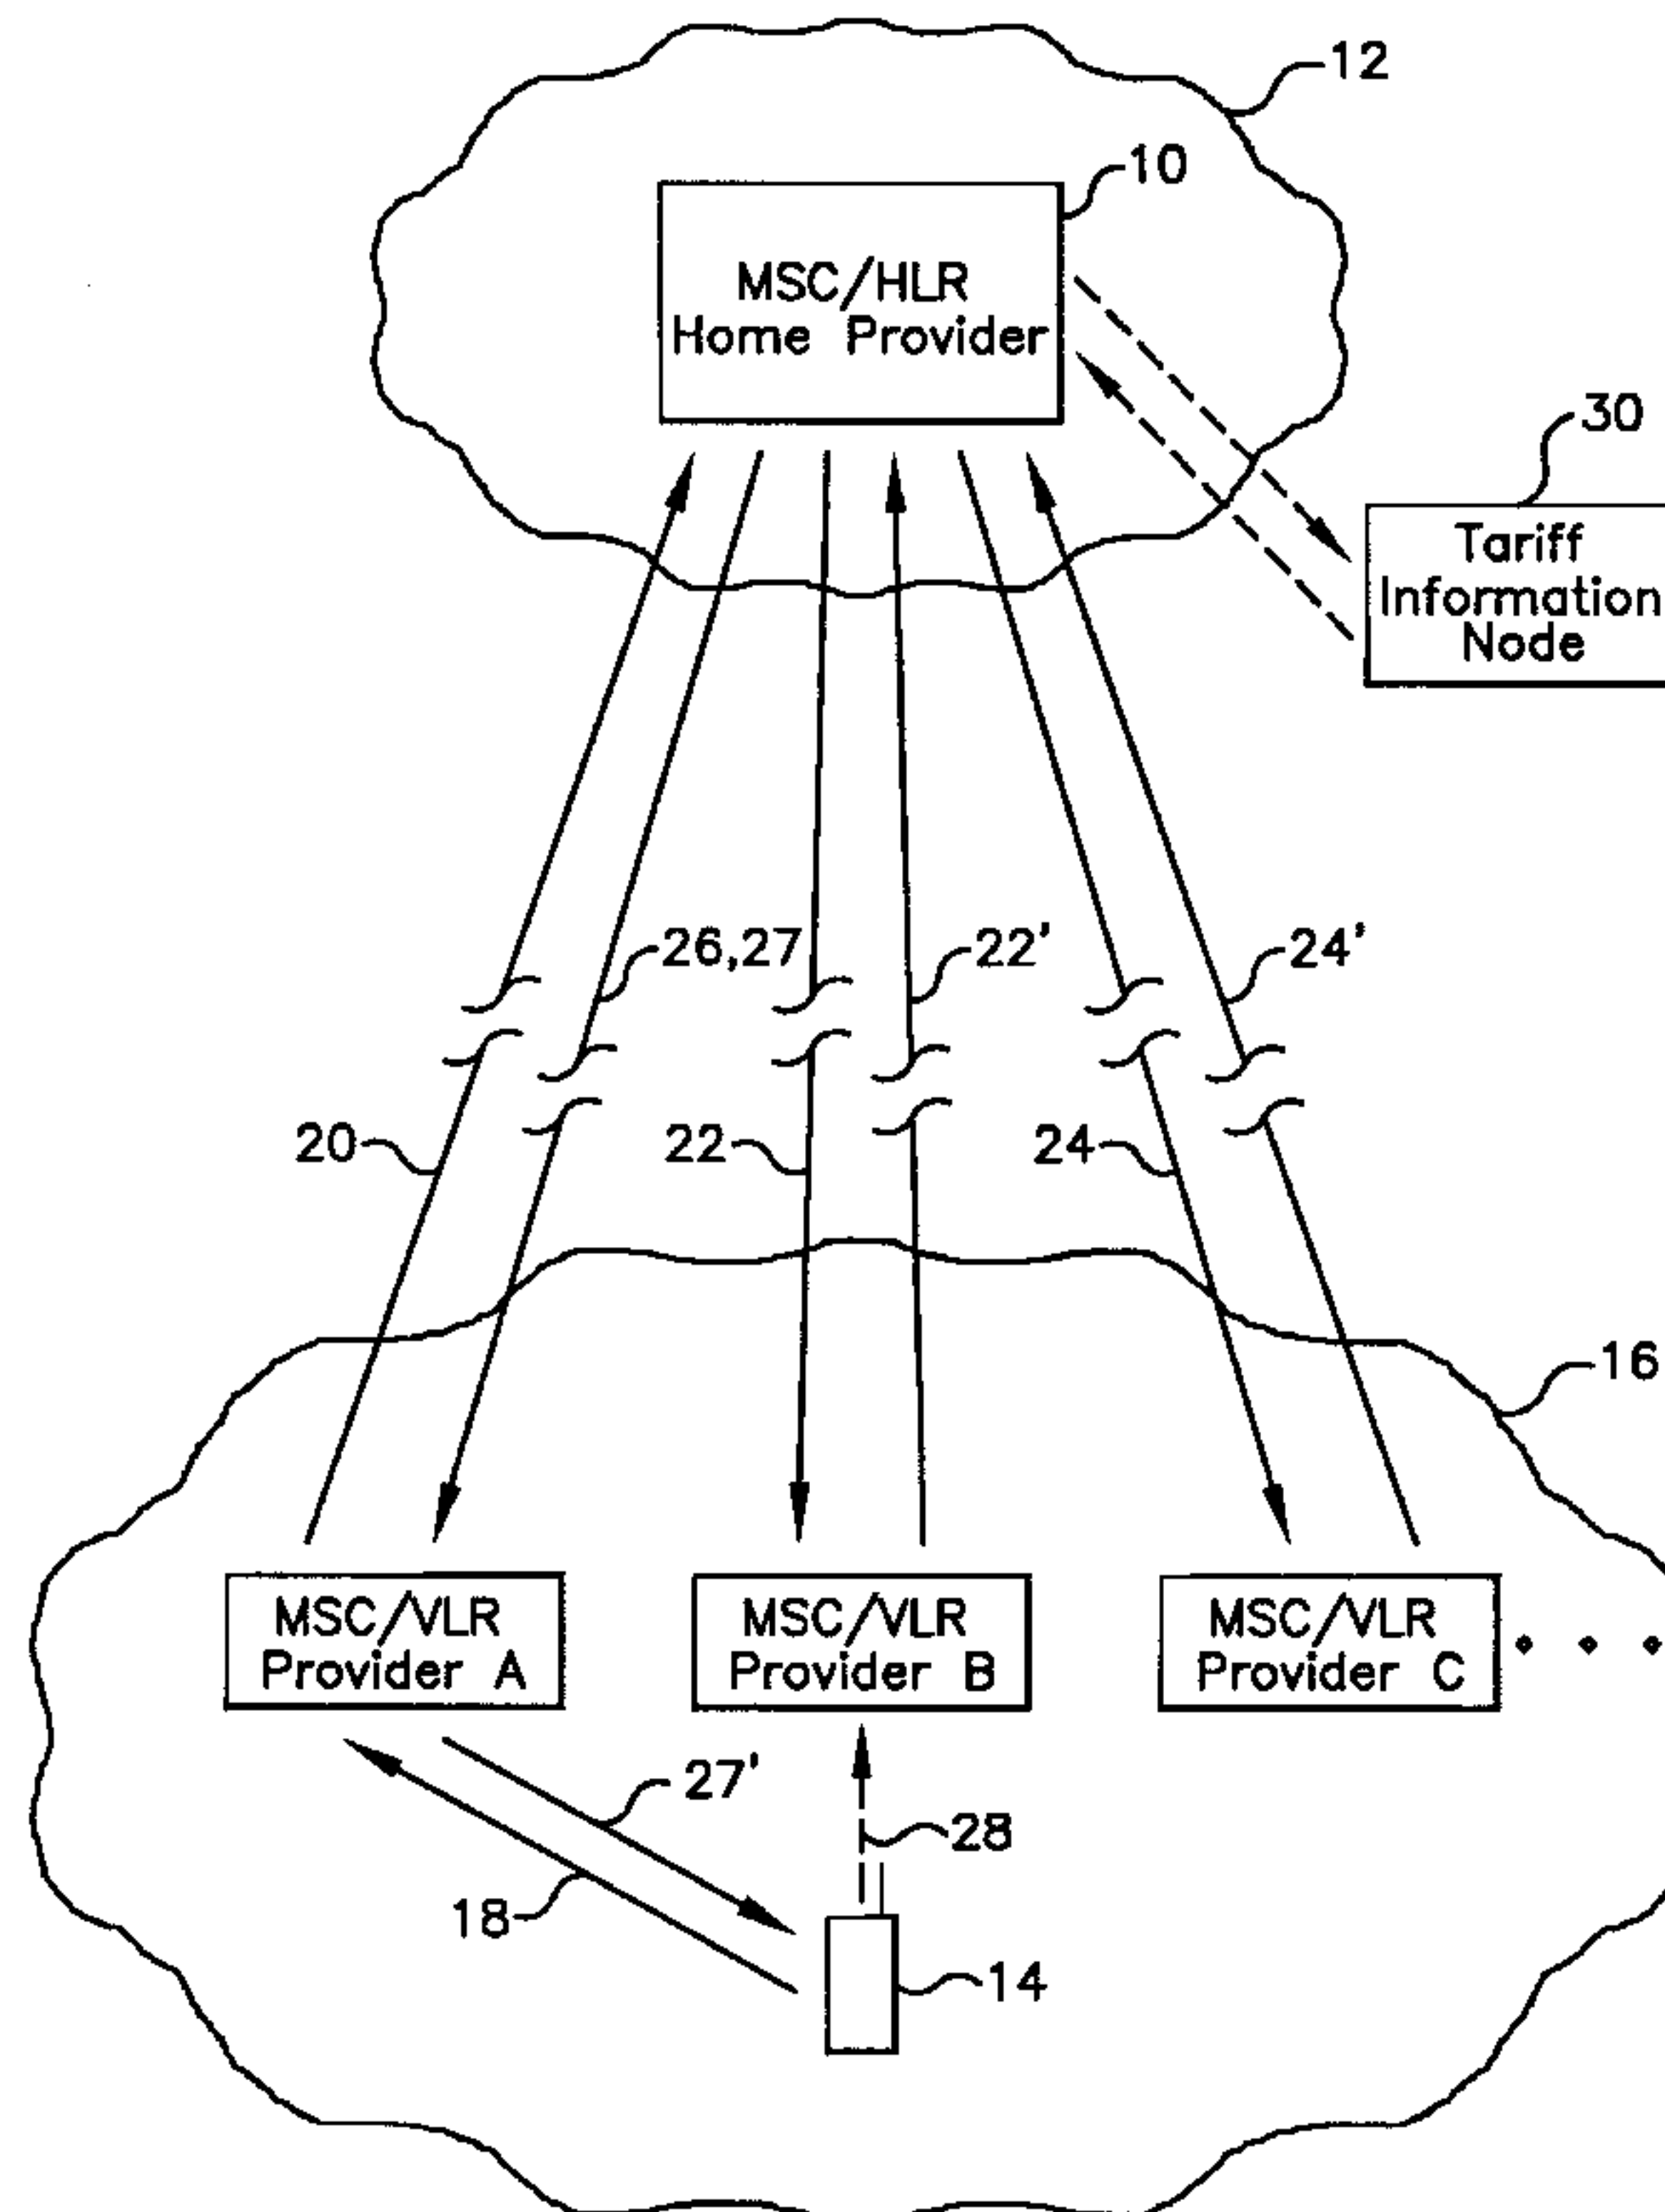 12
10
MSC/HLR
Home Provider
30
Tariff
Information
Node
26,27
22'
24'
20
22
24
16
MSC/VLR
Provider A
MSC/VLR
Provider B
MSC/VLR
Provider C
27'
28
18
14